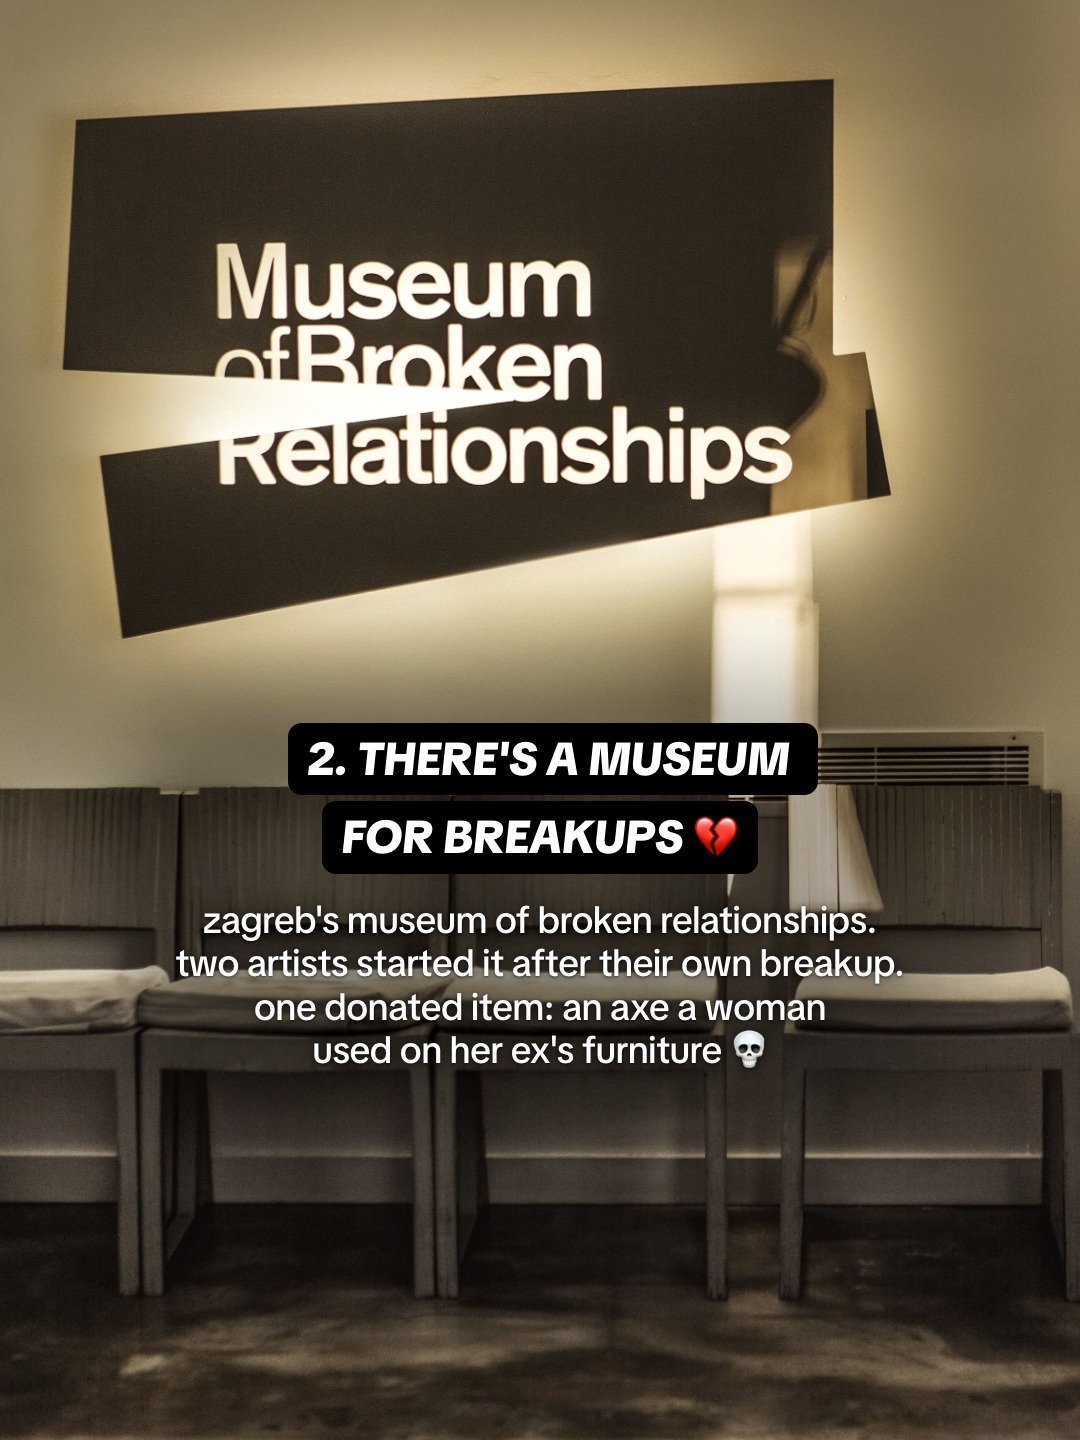 Museum
of Broken
Relationships
2. THERE'S A MUSEUM
FOR BREAKUPS 💔
zagreb's museum of broken relationships.
two artists started it after their own breakup.
one donated item: an axe a woman
used on her ex's furniture 💀